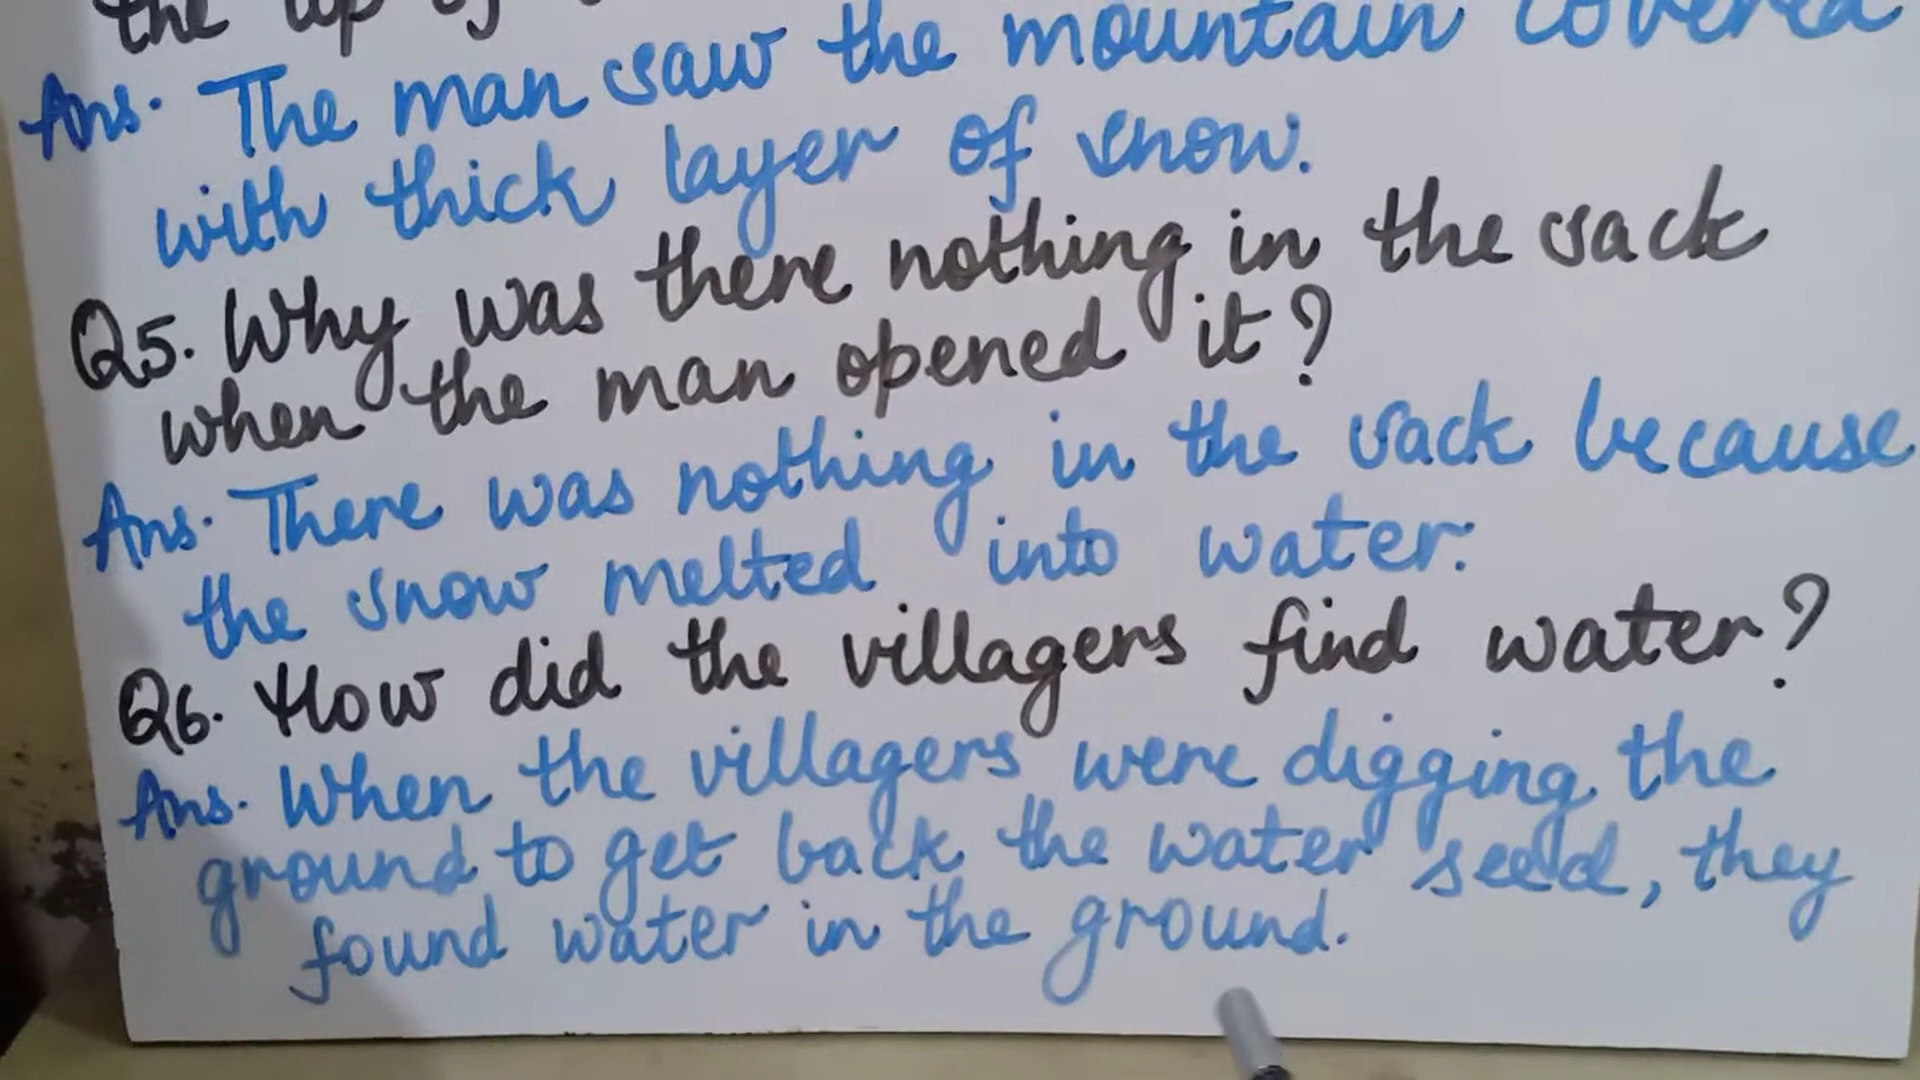 the top of
Ans. The man saw the mountain covered
with thick layer of snow.
Q5. Why was there nothing in the sack
when the man opened it?
Ans. There was nothing in the sack because
the snow melted into water.
Q6. How did the villagers find water?
Ans. When the villagers were digging the
ground to get back the water seed, they
found water in the ground.